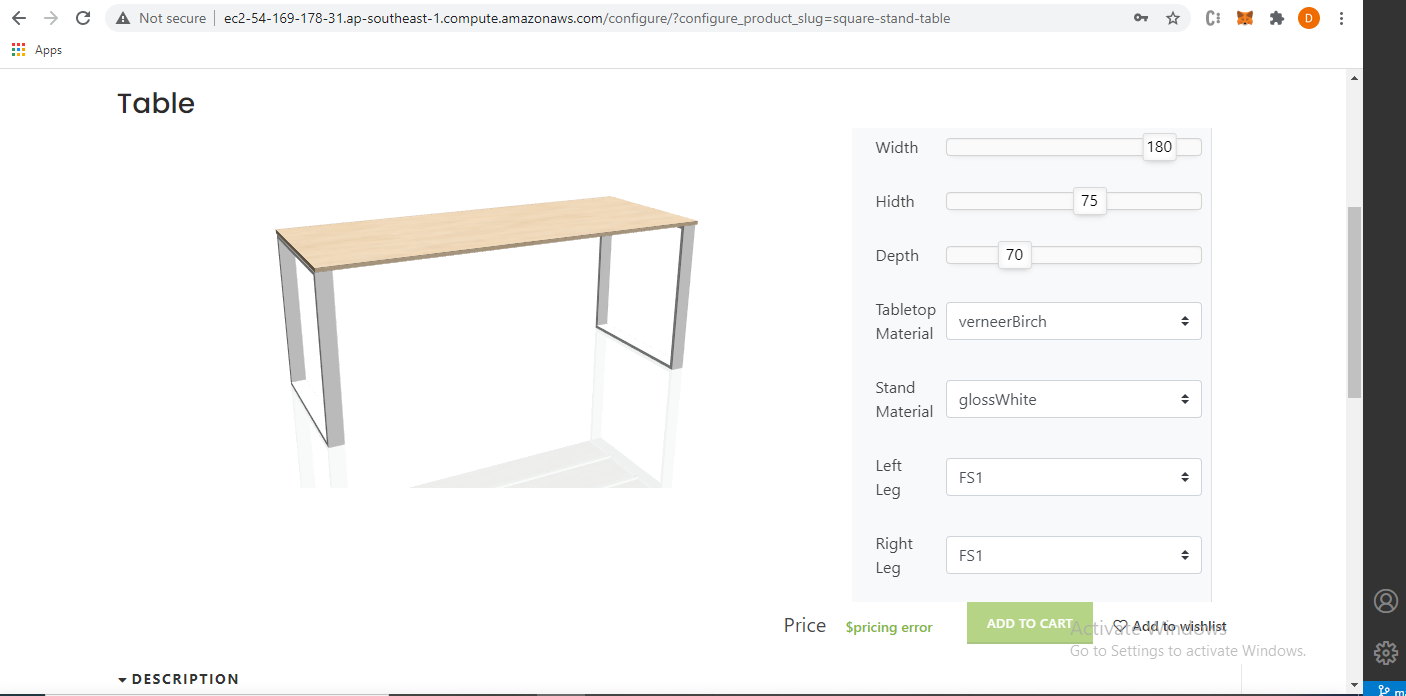 Not secure
ec2-54-169-178-31.ap-southeast-1.compute.amazonaws.com/configure/?configure_product_slug=square-stand-table
D
Apps
Table
Width
180
Hidth
75
Depth
70
Tabletop
Material
verneerBirch
Stand
Material
glossWhite
Left
Leg
FS1
Right
Leg
FS1
Price
$pricing error
ADD TO CART
Add to wishlist
Activate Windows
Go to Settings to activate Windows.
DESCRIPTION